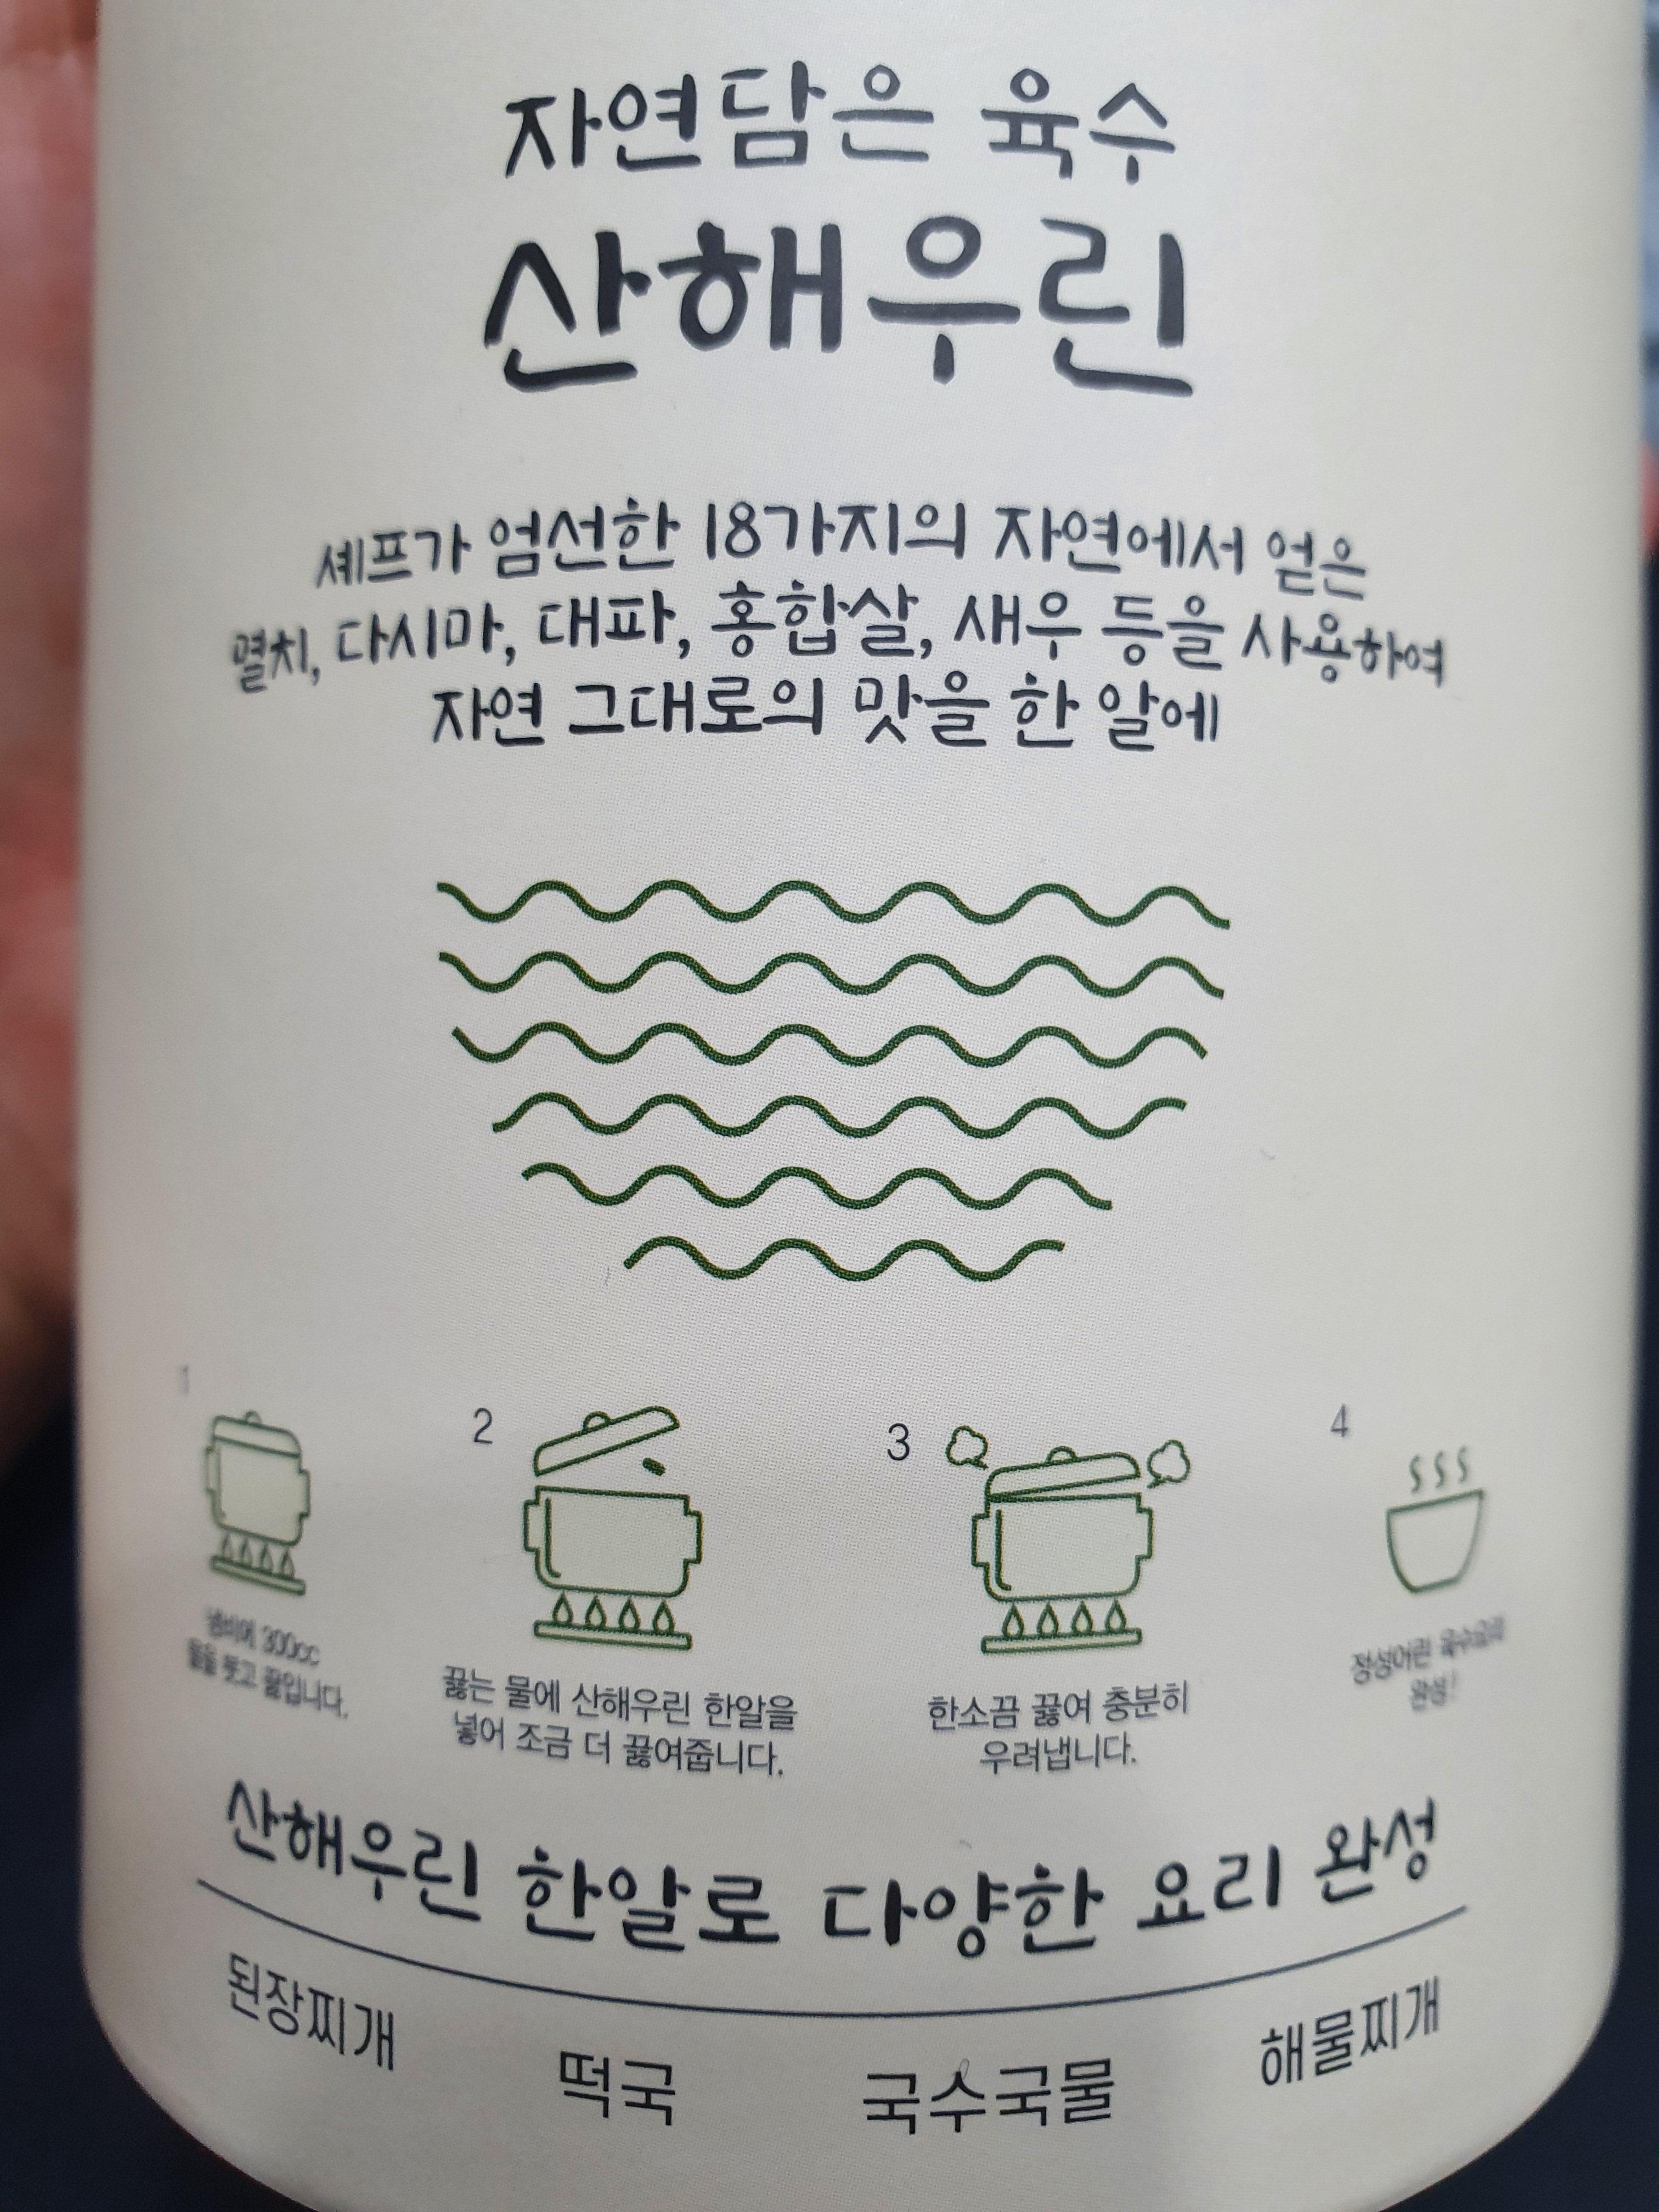 자연담은 육수
산해우린
셰프가 엄선한 18가지의 자연에서 얻은
멸치, 다시마, 대파, 홍합살, 새우 등을 사용하여
자연 그대로의 맛을 한 알에
1
냄비에 300cc
물을 붓고 끓입니다.
2
끓는 물에 산해우린 한알을
넣어 조금 더 끓여줍니다.
3
한소끔 끓여 충분히
우려냅니다.
4
정성어린 육수요리
완성!
산해우린 한알로 다양한 요리 완성
된장찌개
떡국
국수국물
해물찌개